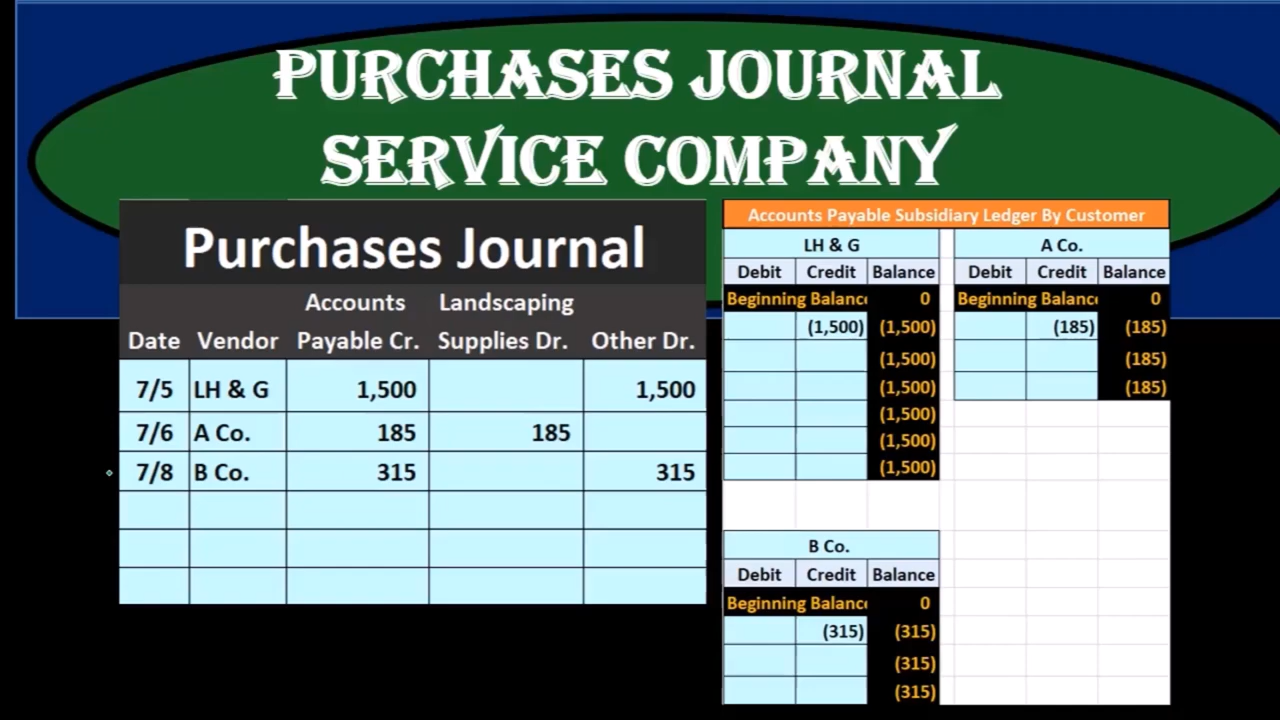 PURCHASES JOURNAL
SERVICE COMPANY
Purchases Journal
Accounts Landscaping
Date Vendor Payable Cr. Supplies Dr. Other Dr.
7/5 LH & G 1,500 1,500
7/6 A Co. 185 185
7/8 B Co. 315 315
Accounts Payable Subsidiary Ledger By Customer
LH & G A Co.
Debit Credit Balance Debit Credit Balance
Beginning Balanc 0 Beginning Balanc 0
(1,500) (1,500) (185) (185)
(1,500) (185)
(1,500) (185)
(1,500)
(1,500)
(1,500)
B Co.
Debit Credit Balance
Beginning Balanc 0
(315) (315)
(315)
(315)